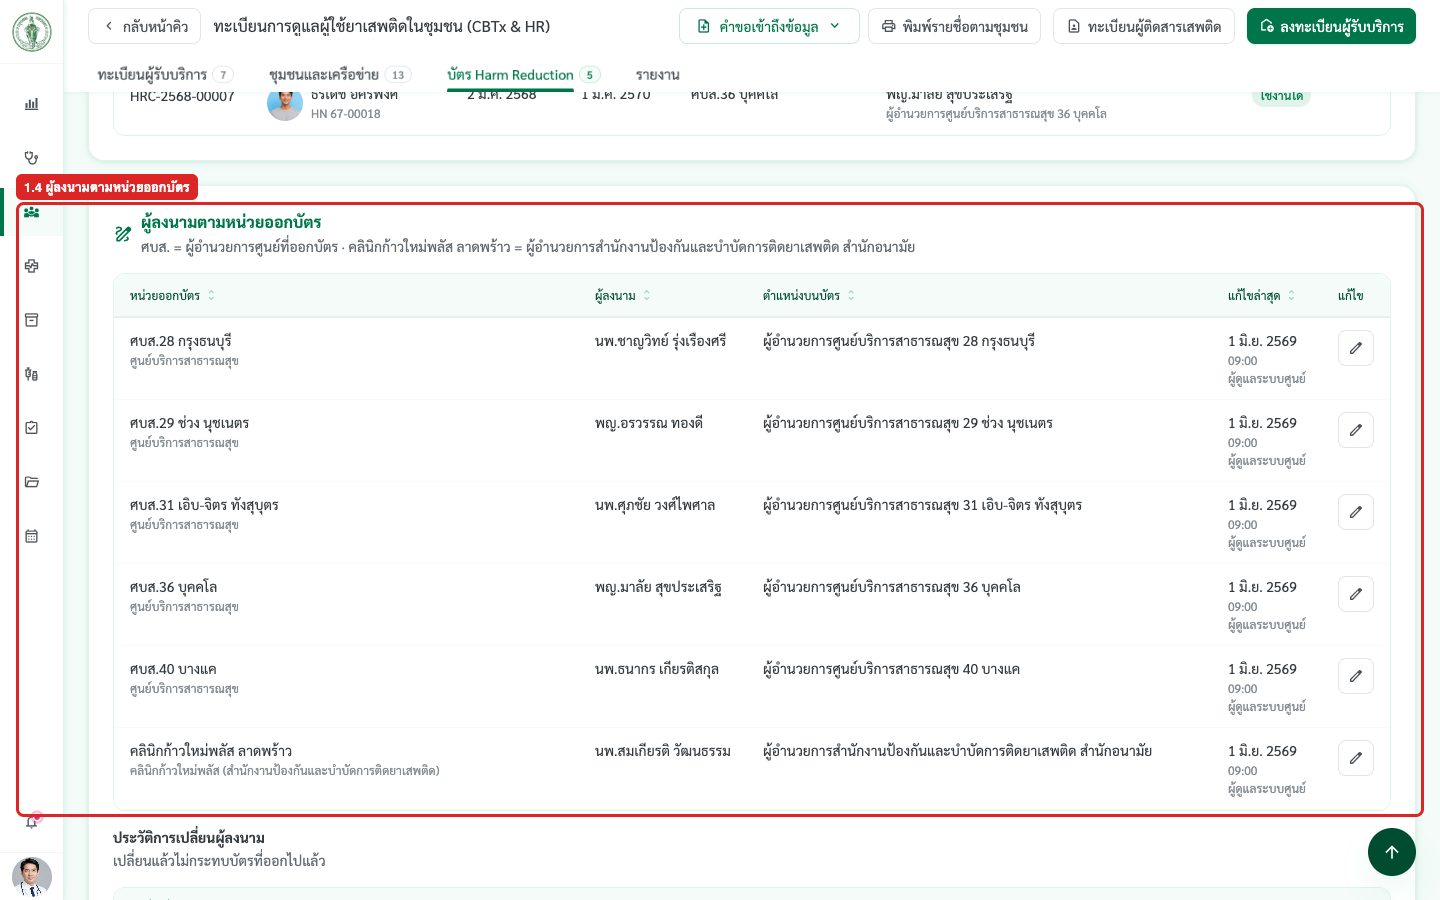 กลับหน้าคิว
ทะเบียนการดูแลผู้ใช้ยาเสพติดในชุมชน (CBTx & HR)
คำขอเข้าถึงข้อมูล
พิมพ์รายชื่อตามชุมชน
ทะเบียนผู้ติดสารเสพติด
ลงทะเบียนผู้รับบริการ
ทะเบียนผู้รับบริการ 7
ชุมชนและเครือข่าย 13
บัตร Harm Reduction 5
รายงาน
HRC-2568-00007
ธีรเดช อัครพงศ์
HN 67-00018
2 ม.ค. 2568
1 ม.ค. 2570
ศบส.36 บุคคโล
พญ.มาลัย สุขประเสริฐ
ผู้อำนวยการศูนย์บริการสาธารณสุข 36 บุคคโล
ใช้งานได้
1.4 ผู้ลงนามตามหน่วยออกบัตร
ผู้ลงนามตามหน่วยออกบัตร
ศบส. = ผู้อำนวยการศูนย์ที่ออกบัตร · คลินิกก้าวใหม่พลัส ลาดพร้าว = ผู้อำนวยการสำนักงานป้องกันและบำบัดการติดยาเสพติด สำนักอนามัย
หน่วยออกบัตร ผู้ลงนาม ตำแหน่งบนบัตร แก้ไขล่าสุด แก้ไข
ศบส.28 กรุงธนบุรี นพ.ชาญวิทย์ รุ่งเรืองศรี ผู้อำนวยการศูนย์บริการสาธารณสุข 28 กรุงธนบุรี 1 มิ.ย. 2569
ศูนย์บริการสาธารณสุข 09:00
ผู้ดูแลระบบศูนย์
ศบส.29 ช่วง นุชเนตร พญ.อรวรรณ ทองดี ผู้อำนวยการศูนย์บริการสาธารณสุข 29 ช่วง นุชเนตร 1 มิ.ย. 2569
ศูนย์บริการสาธารณสุข 09:00
ผู้ดูแลระบบศูนย์
ศบส.31 เอิบ-จิตร ทังสุบุตร นพ.ศุภชัย วงศ์ไพศาล ผู้อำนวยการศูนย์บริการสาธารณสุข 31 เอิบ-จิตร ทังสุบุตร 1 มิ.ย. 2569
ศูนย์บริการสาธารณสุข 09:00
ผู้ดูแลระบบศูนย์
ศบส.36 บุคคโล พญ.มาลัย สุขประเสริฐ ผู้อำนวยการศูนย์บริการสาธารณสุข 36 บุคคโล 1 มิ.ย. 2569
ศูนย์บริการสาธารณสุข 09:00
ผู้ดูแลระบบศูนย์
ศบส.40 บางแค นพ.ธนากร เกียรติสกุล ผู้อำนวยการศูนย์บริการสาธารณสุข 40 บางแค 1 มิ.ย. 2569
ศูนย์บริการสาธารณสุข 09:00
ผู้ดูแลระบบศูนย์
คลินิกก้าวใหม่พลัส ลาดพร้าว นพ.สมเกียรติ วัฒนธรรม ผู้อำนวยการสำนักงานป้องกันและบำบัดการติดยาเสพติด สำนักอนามัย 1 มิ.ย. 2569
คลินิกก้าวใหม่พลัส (สำนักงานป้องกันและบำบัดการติดยาเสพติด) 09:00
ผู้ดูแลระบบศูนย์
ประวัติการเปลี่ยนผู้ลงนาม
เปลี่ยนแล้วไม่กระทบบัตรที่ออกไปแล้ว